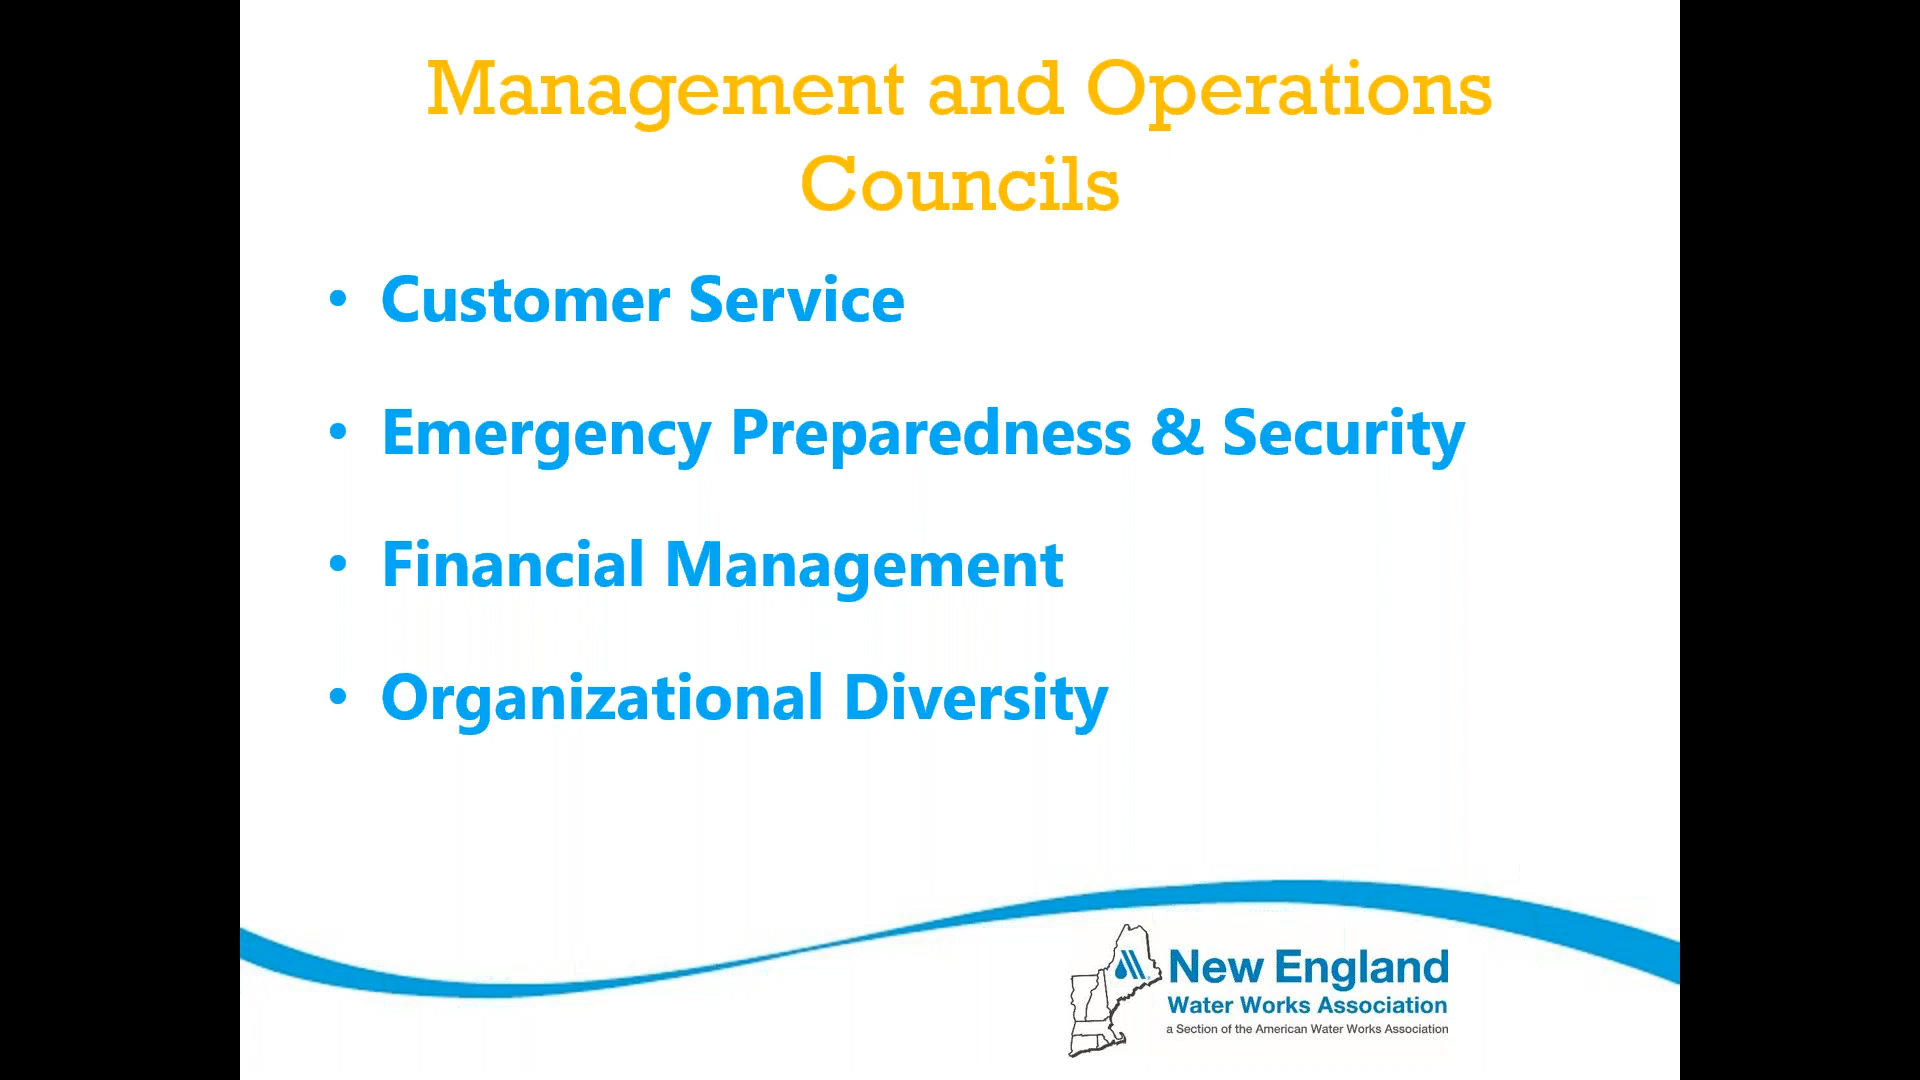 Management and Operations
Councils
• Customer Service
• Emergency Preparedness & Security
• Financial Management
• Organizational Diversity
New England
Water Works Association
a Section of the American Water Works Association